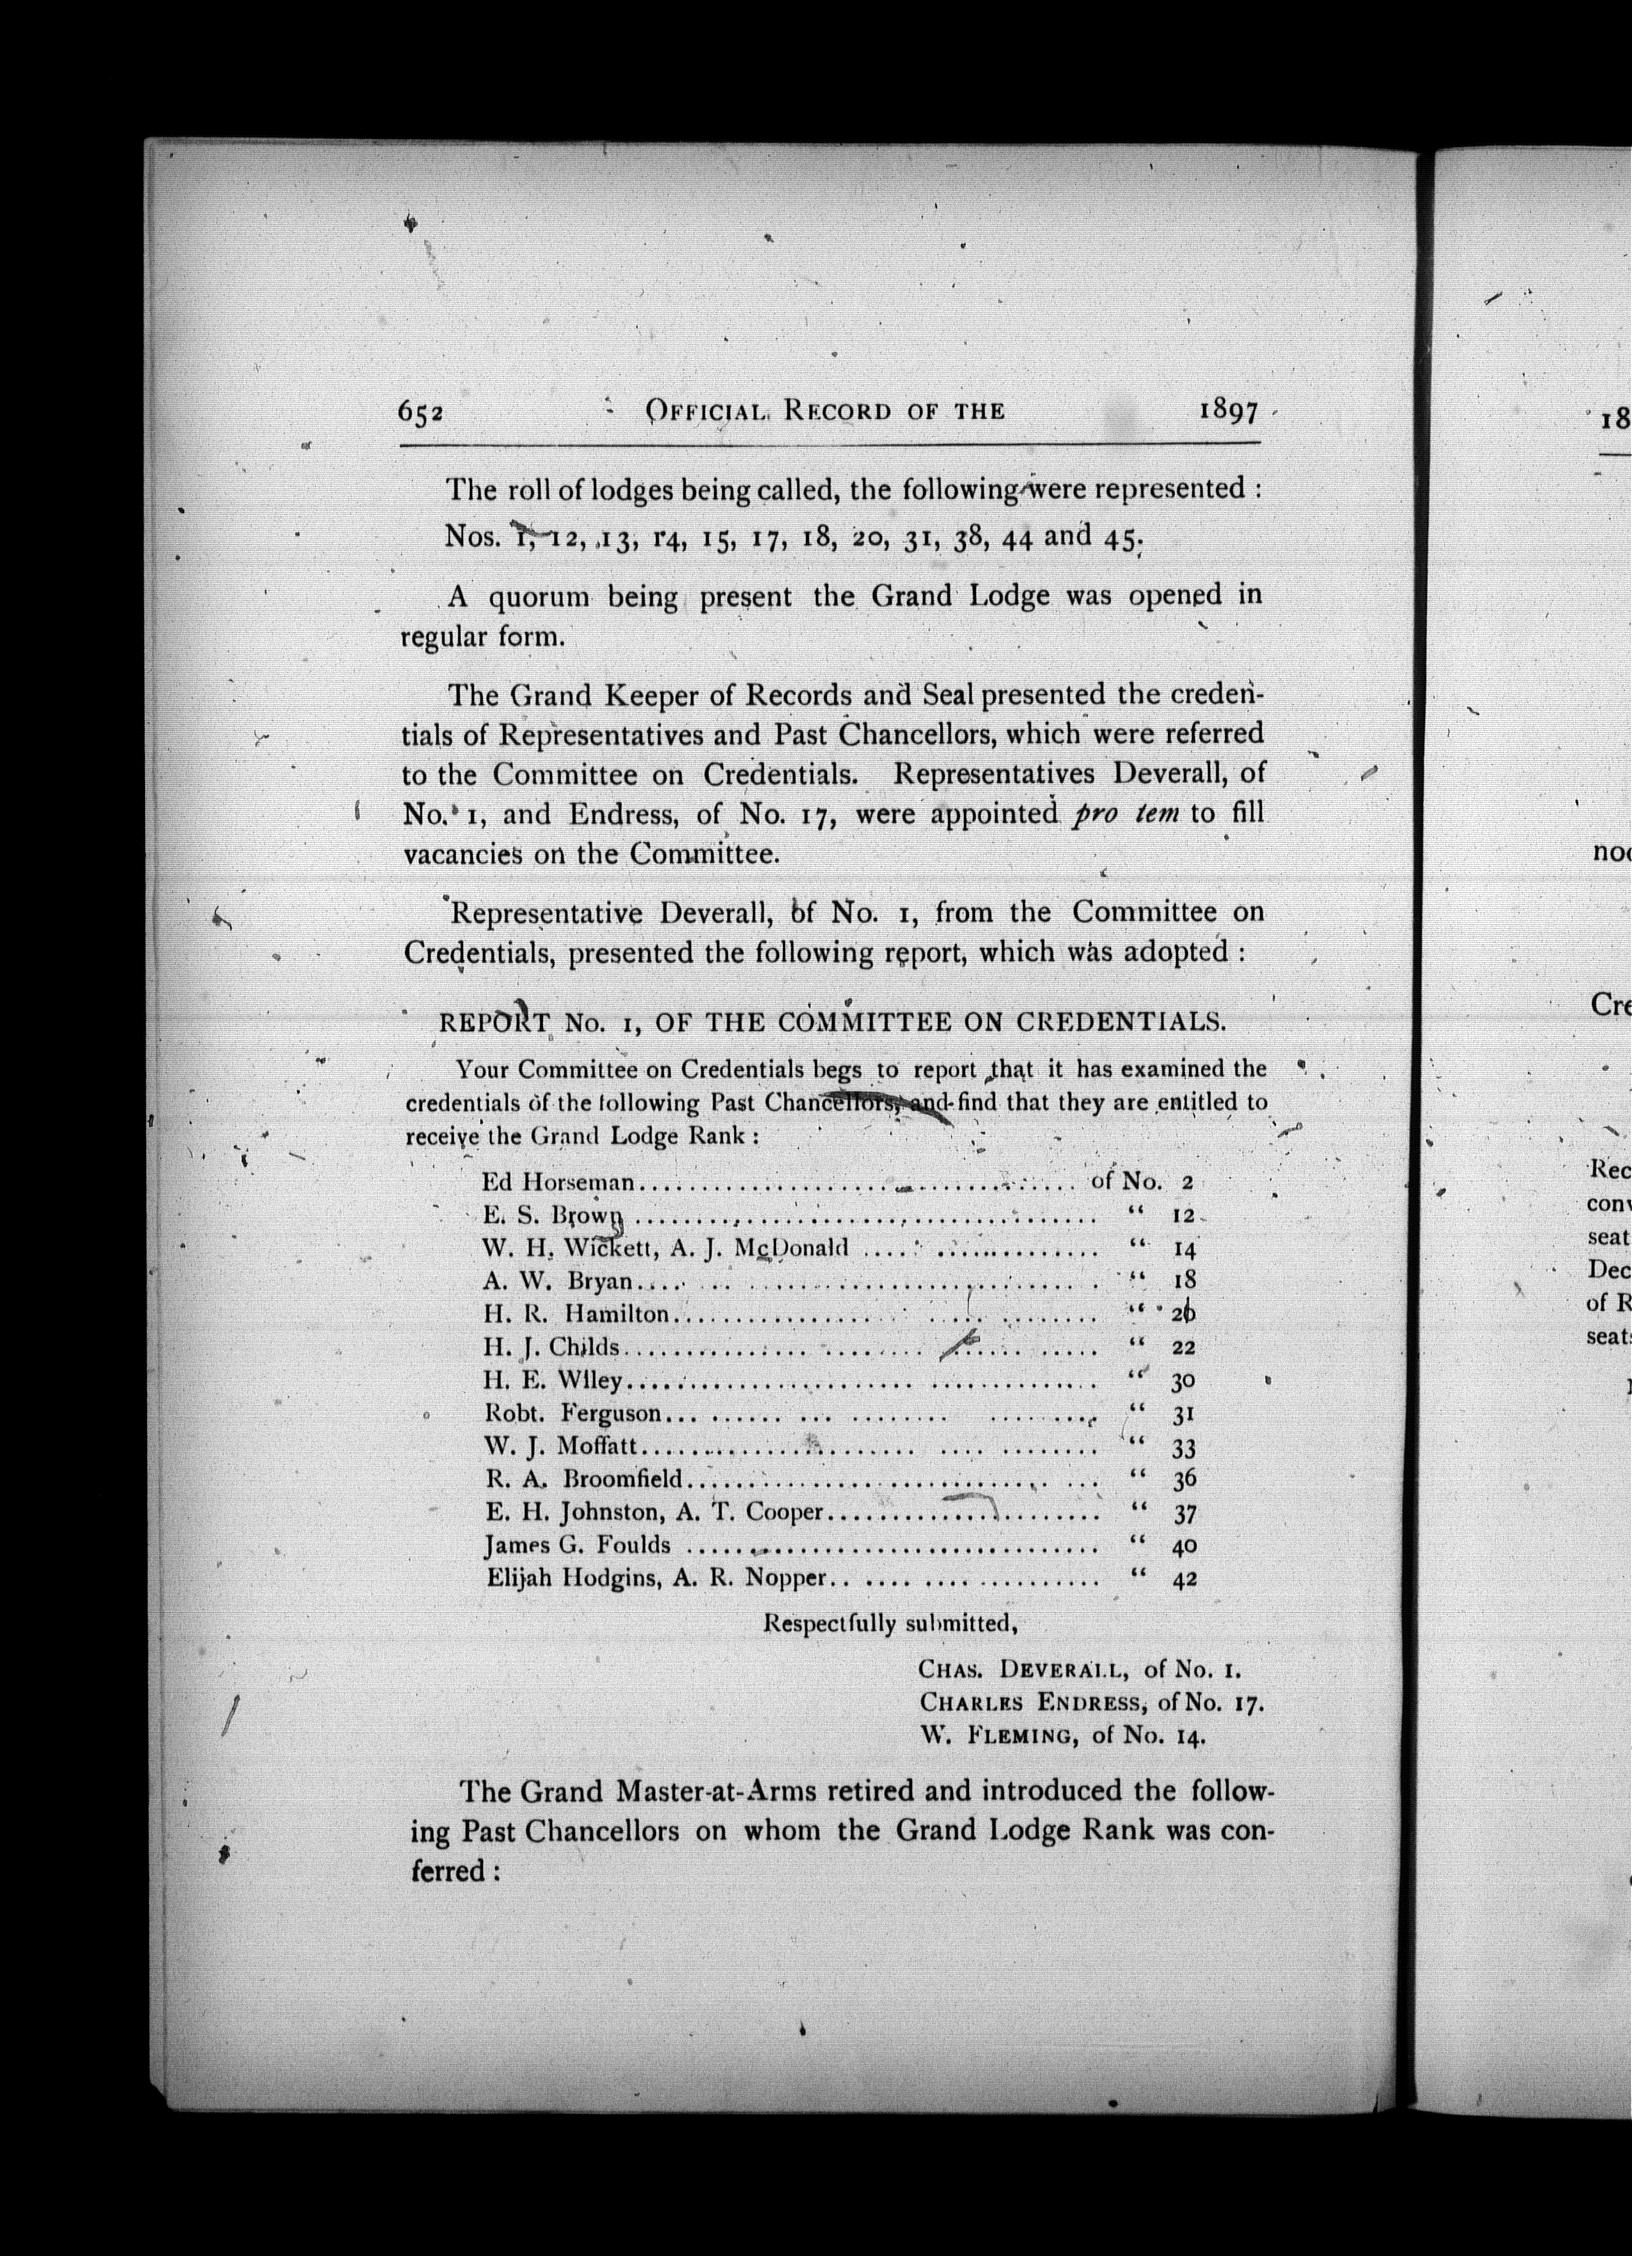 652 OFFICIAL RECORD OF THE 1897
The roll of lodges being called, the following were represented :
Nos. 1, 12, 13, 14, 15, 17, 18, 20, 31, 38, 44 and 45.
A quorum being present the Grand Lodge was opened in
regular form.
The Grand Keeper of Records and Seal presented the creden-
tials of Representatives and Past Chancellors, which were referred
to the Committee on Credentials. Representatives Deverall, of
No. 1, and Endress, of No. 17, were appointed pro tem to fill
vacancies on the Committee.
Representative Deverall, of No. 1, from the Committee on
Credentials, presented the following report, which was adopted :
REPORT No. 1, OF THE COMMITTEE ON CREDENTIALS.
Your Committee on Credentials begs to report that it has examined the
credentials of the following Past Chancellors, and find that they are entitled to
receive the Grand Lodge Rank :
Ed Horseman........................................ of No. 2
E. S. Brown ........................................ “ 12
W. H. Wickett, A. J. McDonald .................... “ 14
A. W. Bryan........................................ “ 18
H. R. Hamilton..................................... “ 20
H. J. Childs........................................ “ 22
H. E. Wiley........................................ “ 30
Robt. Ferguson..................................... “ 31
W. J. Moffatt....................................... “ 33
R. A. Broomfield................................... “ 36
E. H. Johnston, A. T. Cooper....................... “ 37
James G. Foulds ................................... “ 40
Elijah Hodgins, A. R. Nopper....................... “ 42
Respectfully submitted,
CHAS. DEVERALL, of No. 1.
CHARLES ENDRESS, of No. 17.
W. FLEMING, of No. 14.
The Grand Master-at-Arms retired and introduced the follow-
ing Past Chancellors on whom the Grand Lodge Rank was con-
ferred :
18
noo
Cre
Rec
conv
seat
Dec
of R
seat